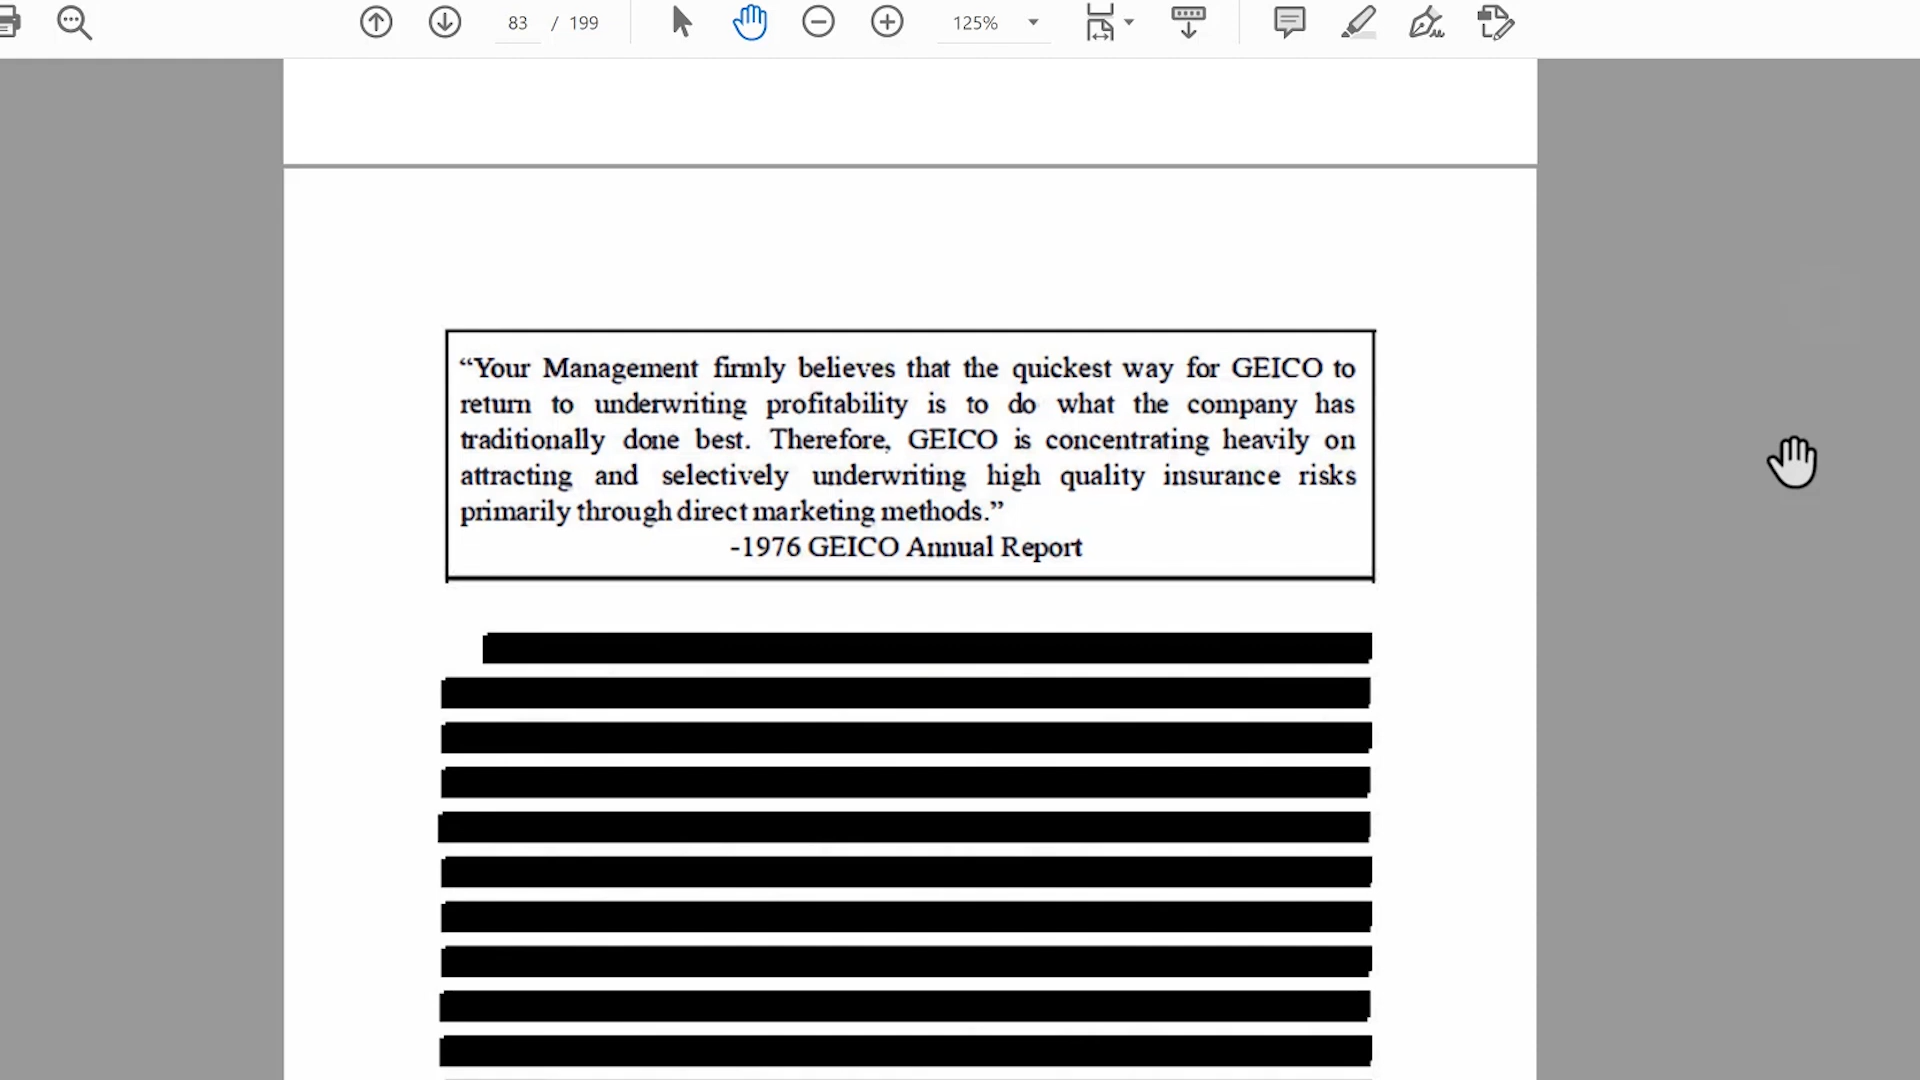 83 / 199 125%
“Your Management firmly believes that the quickest way for GEICO to
return to underwriting profitability is to do what the company has
traditionally done best. Therefore, GEICO is concentrating heavily on
attracting and selectively underwriting high quality insurance risks
primarily through direct marketing methods.”
-1976 GEICO Annual Report